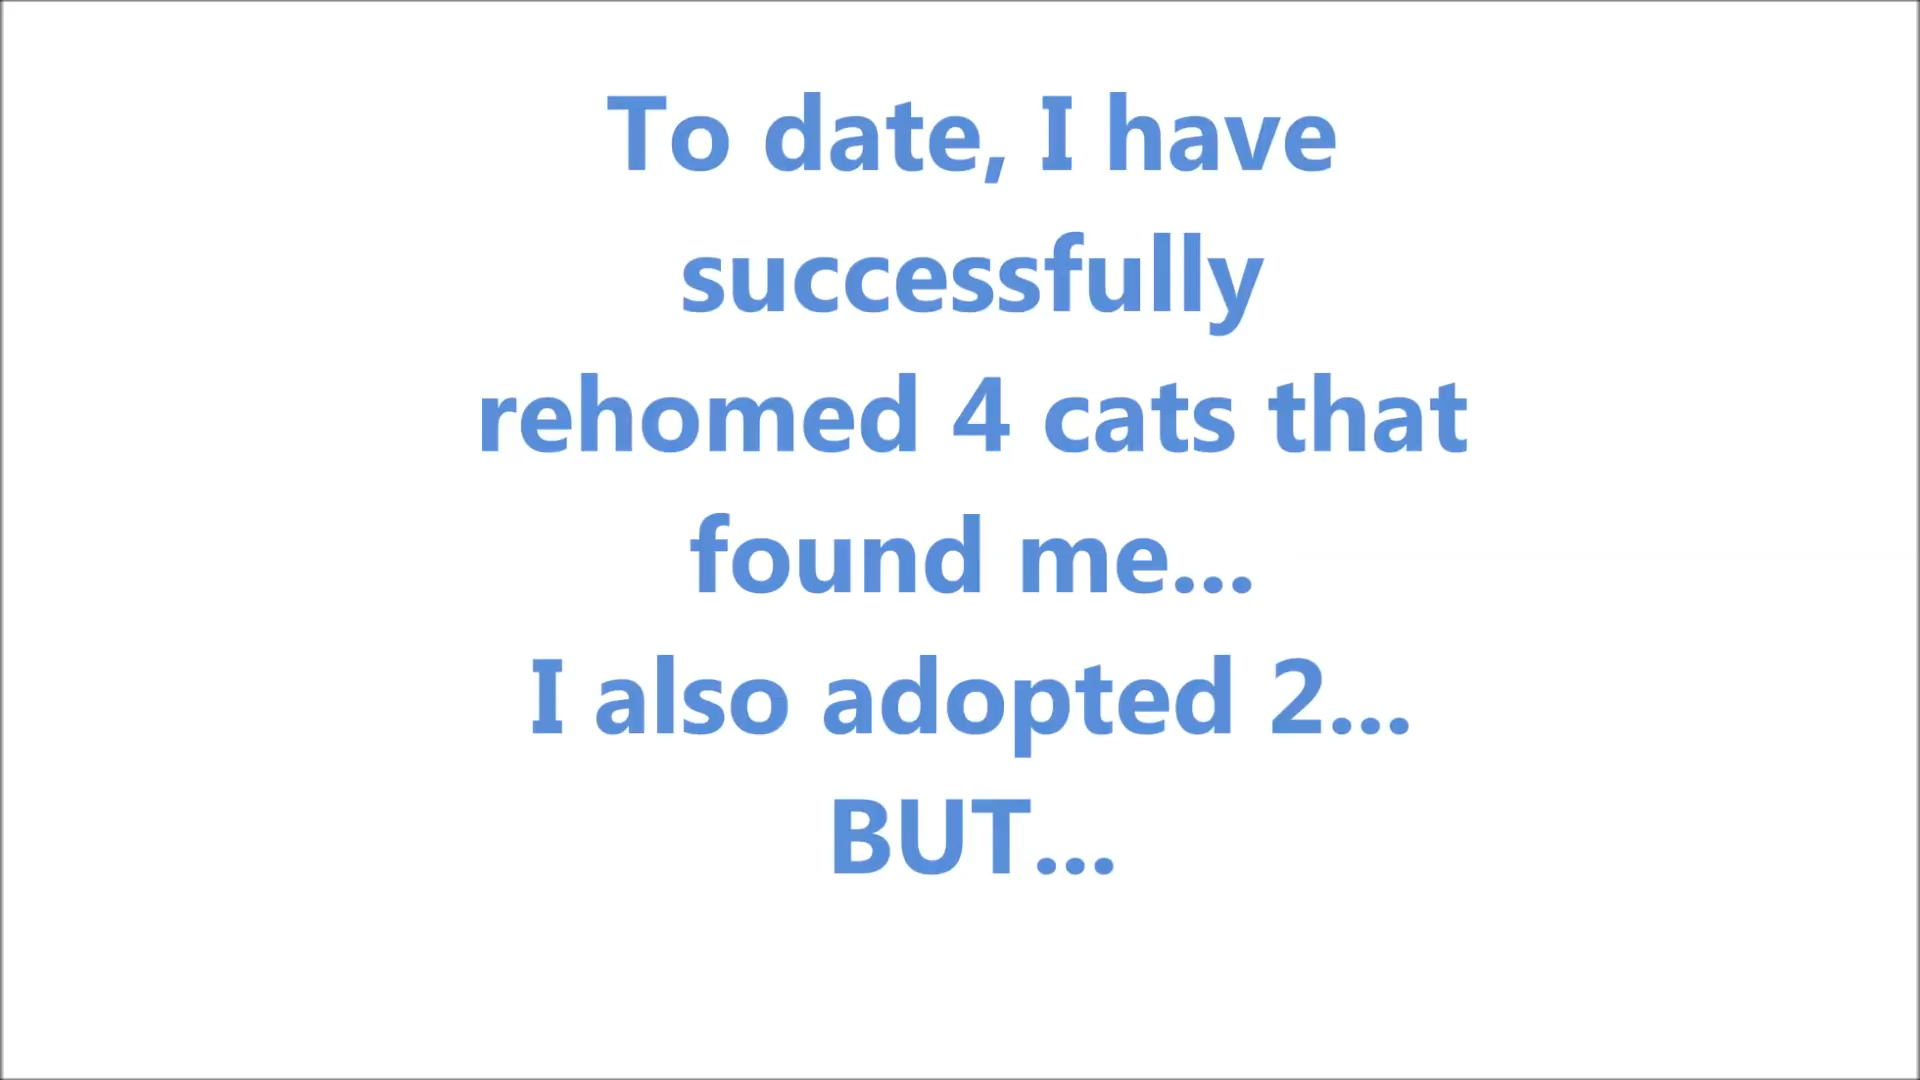 To date, I have
successfully
rehomed 4 cats that
found me...
I also adopted 2...
BUT...